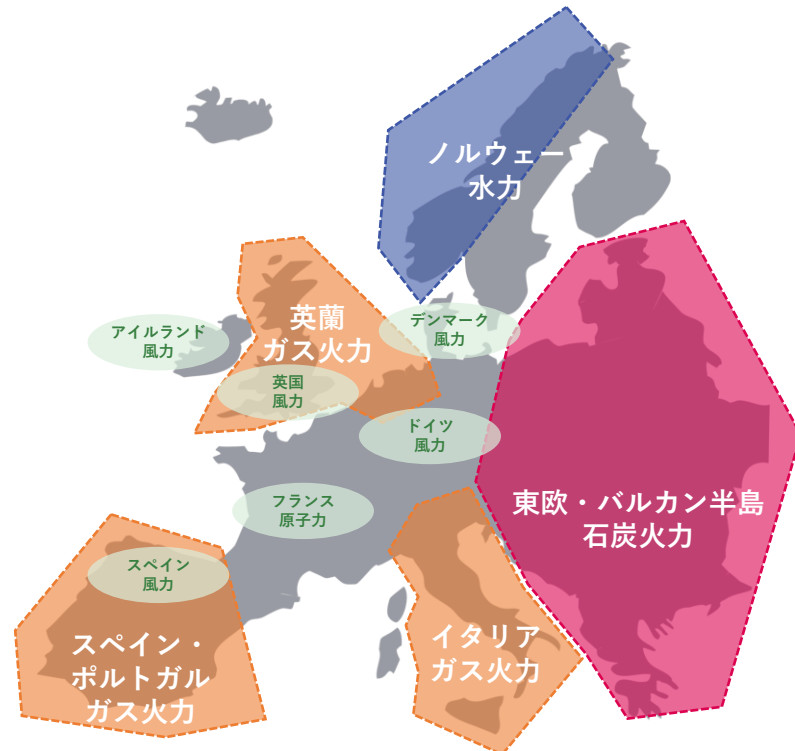 ノルウェー
水力
英蘭
ガス火力
アイルランド
風力
デンマーク
風力
英国
風力
ドイツ
風力
フランス
原子力
東欧・バルカン半島
石炭火力
スペイン
風力
スペイン・
ポルトガル
ガス火力
イタリア
ガス火力